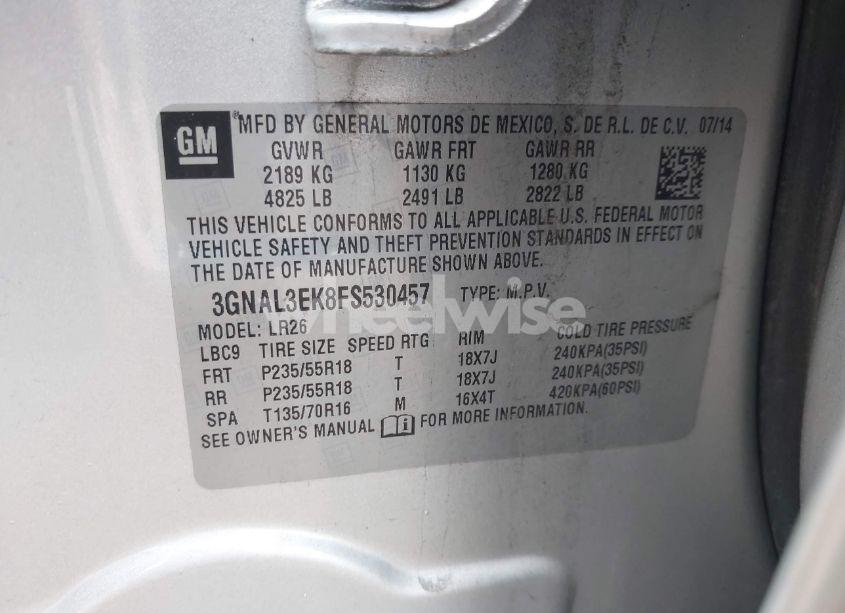 GM ®MFD BY GENERAL MOTORS DE MEXICO, S. DE R.L. DE C.V. 07/14
GVWR GAWR FRT GAWR RR
2189 KG 1130 KG 1280 KG
4825 LB 2491 LB 2822 LB
THIS VEHICLE CONFORMS TO ALL APPLICABLE U.S. FEDERAL MOTOR
VEHICLE SAFETY AND THEFT PREVENTION STANDARDS IN EFFECT ON
THE DATE OF MANUFACTURE SHOWN ABOVE.
3GNAL3EK8FS530457 TYPE: M.P.V.
wheelwise
MODEL: LR26
LBC9 TIRE SIZE SPEED RTG RIM COLD TIRE PRESSURE
FRT P235/55R18 T 18X7J 240KPA(35PSI)
RR P235/55R18 T 18X7J 240KPA(35PSI)
SPA T135/70R16 M 16X4T 420KPA(60PSI)
SEE OWNER'S MANUAL i FOR MORE INFORMATION.